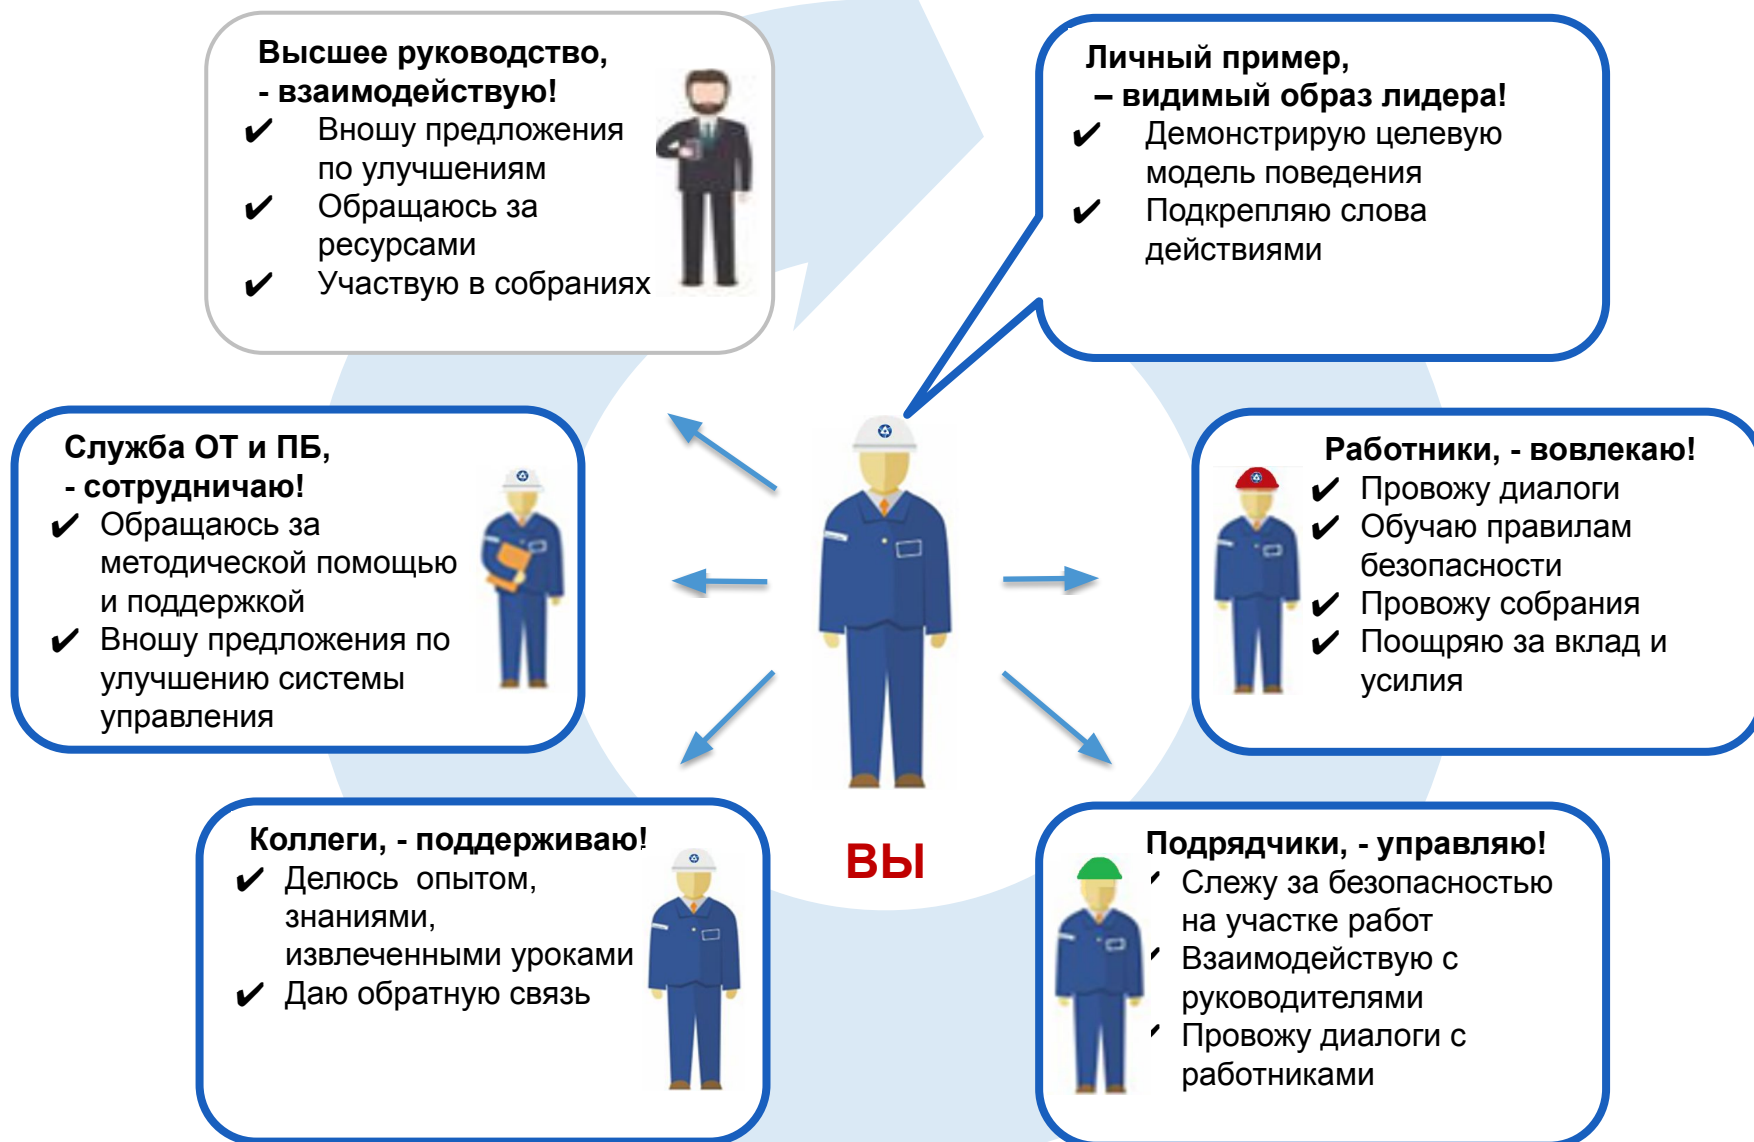 Высшее руководство,
- взаимодействую!
✔ Вношу предложения
по улучшениям
✔ Обращаюсь за
ресурсами
✔ Участвую в собраниях
Личный пример,
– видимый образ лидера!
✔ Демонстрирую целевую
модель поведения
✔ Подкрепляю слова
действиями
Служба ОТ и ПБ,
- сотрудничаю!
✔ Обращаюсь за
методической помощью
и поддержкой
✔ Вношу предложения по
улучшению системы
управления
Работники, - вовлекаю!
✔ Провожу диалоги
✔ Обучаю правилам
безопасности
✔ Провожу собрания
✔ Поощряю за вклад и
усилия
Коллеги, - поддерживаю!
✔ Делюсь опытом,
знаниями,
извлеченными уроками
✔ Даю обратную связь
ВЫ
Подрядчики, - управляю!
✔ Слежу за безопасностью
на участке работ
✔ Взаимодействую с
руководителями
✔ Провожу диалоги с
работниками